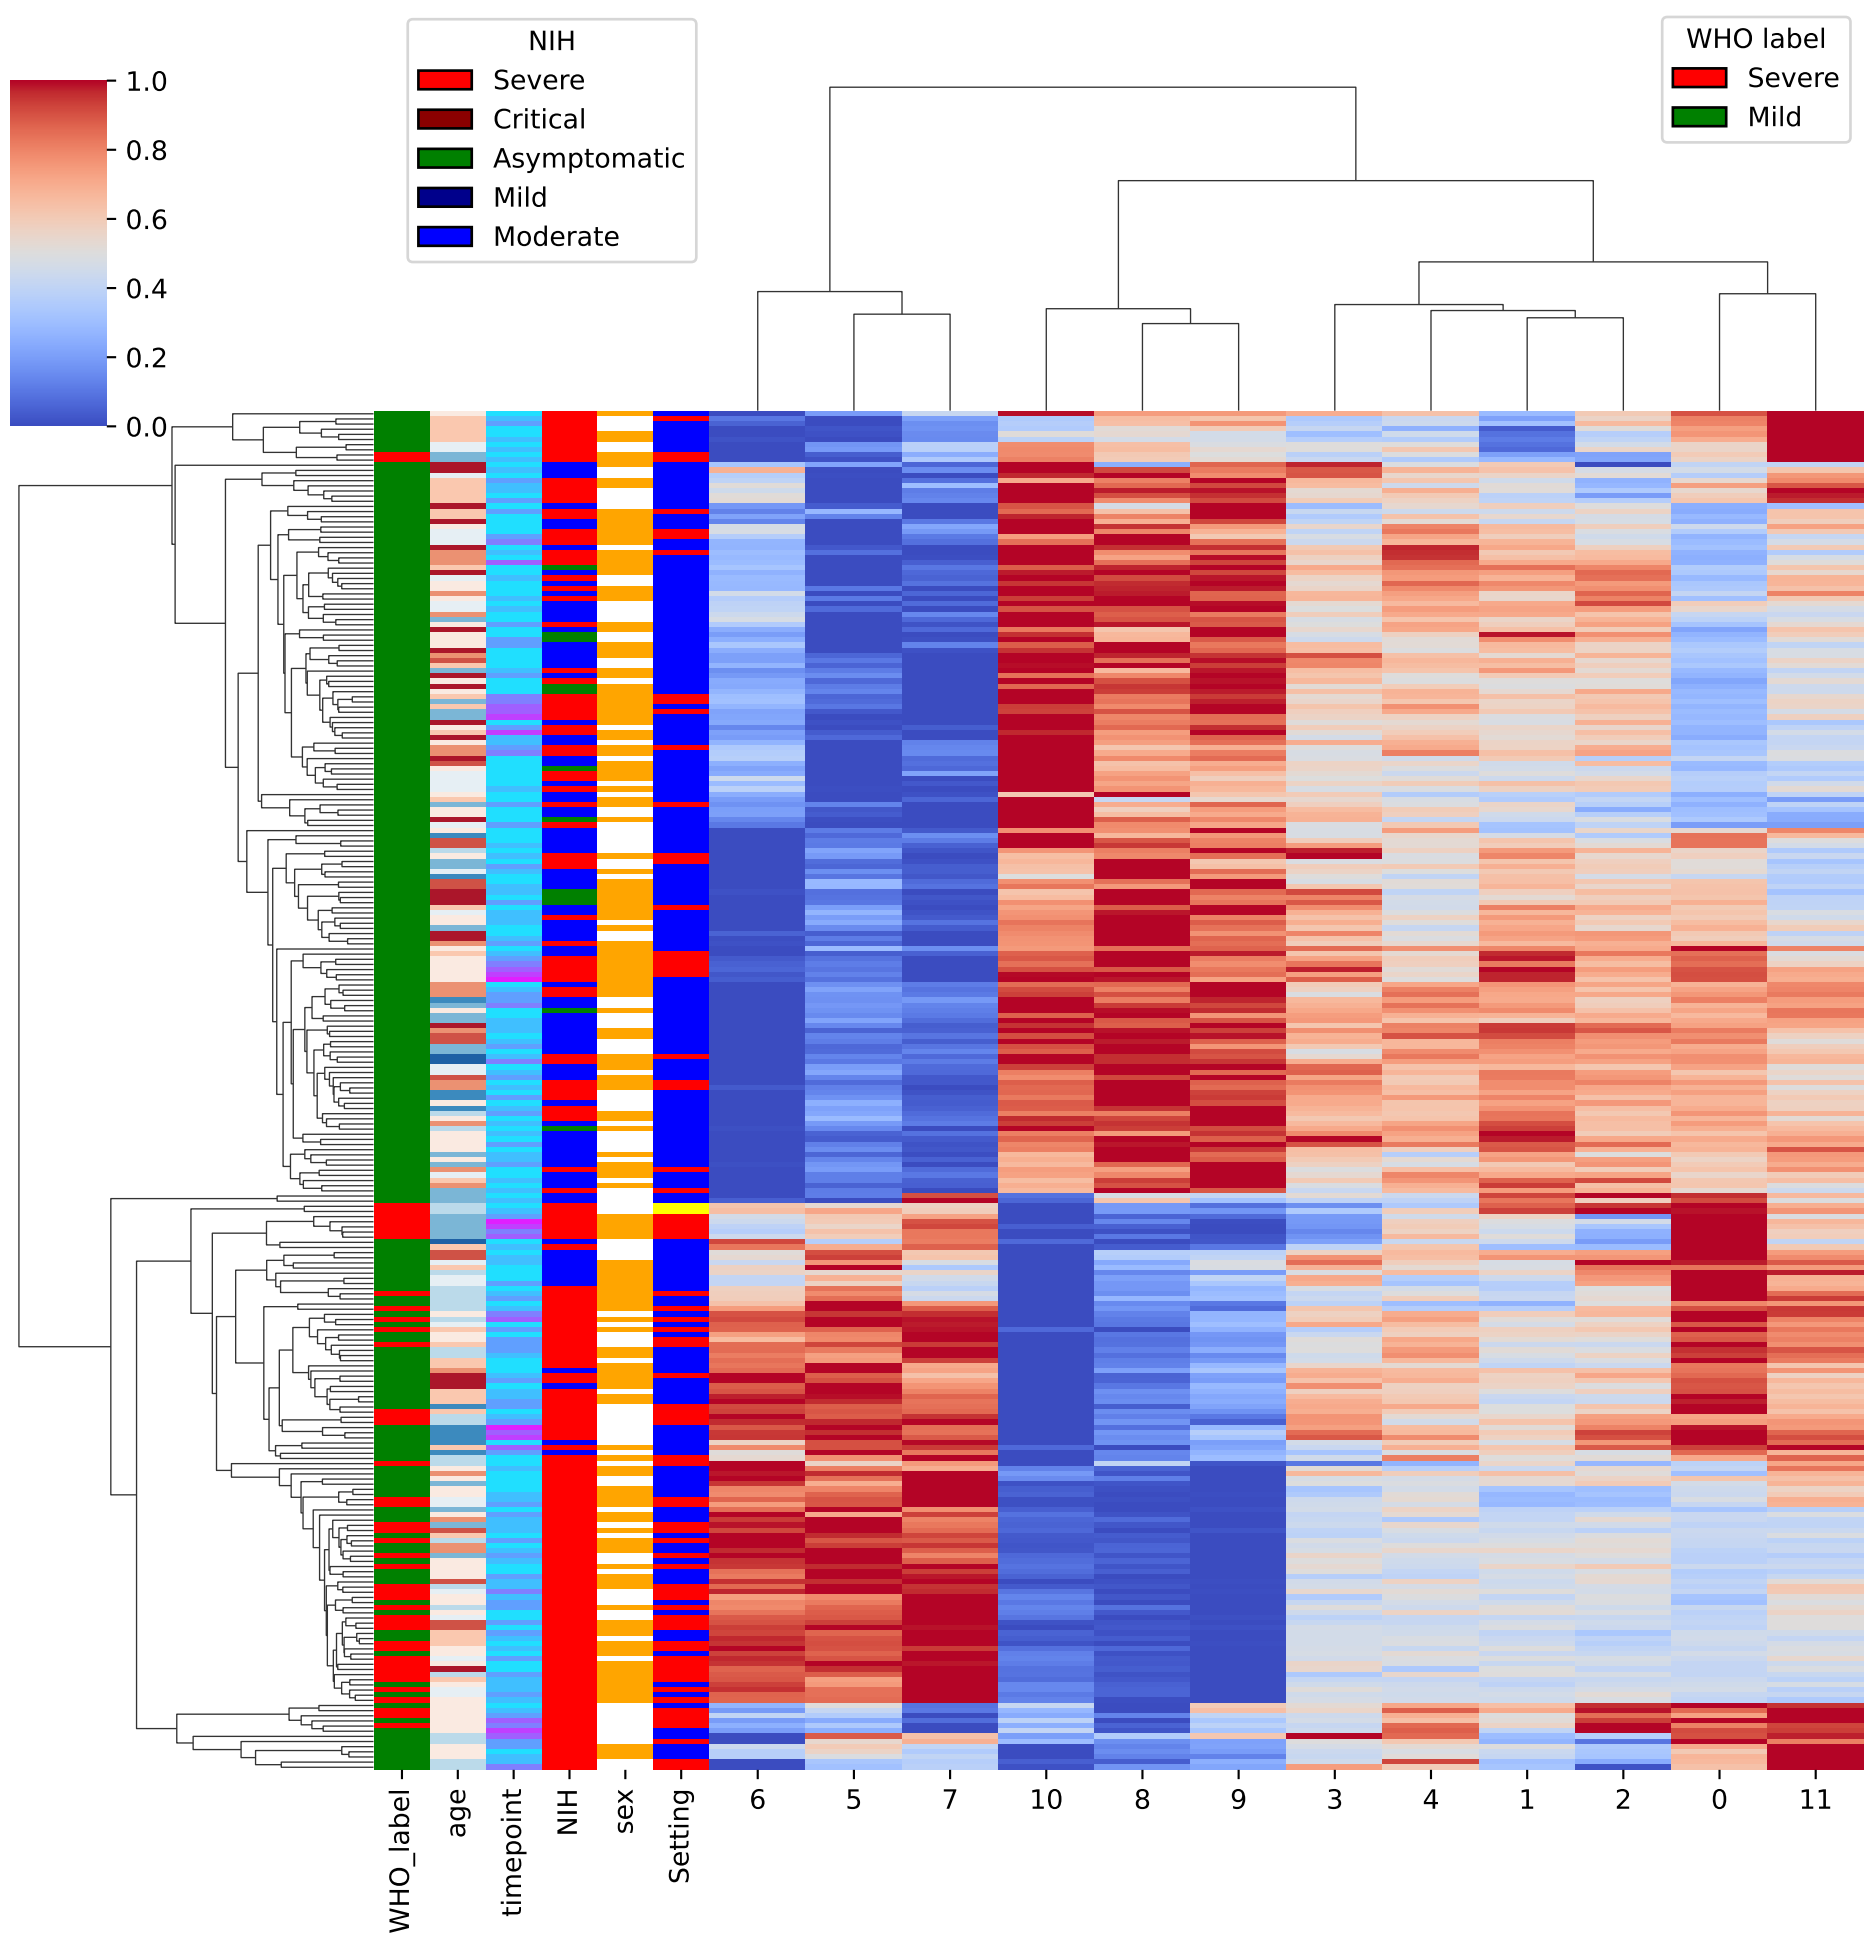 NIH
Severe
Critical
Asymptomatic
Mild
Moderate
WHO label
Severe
Mild
1.0
0.8
0.6
0.4
0.2
0.0
WHO_label
age
timepoint
NIH
sex
Setting
6 5 7 10 8 9 3 4 1 2 0 11